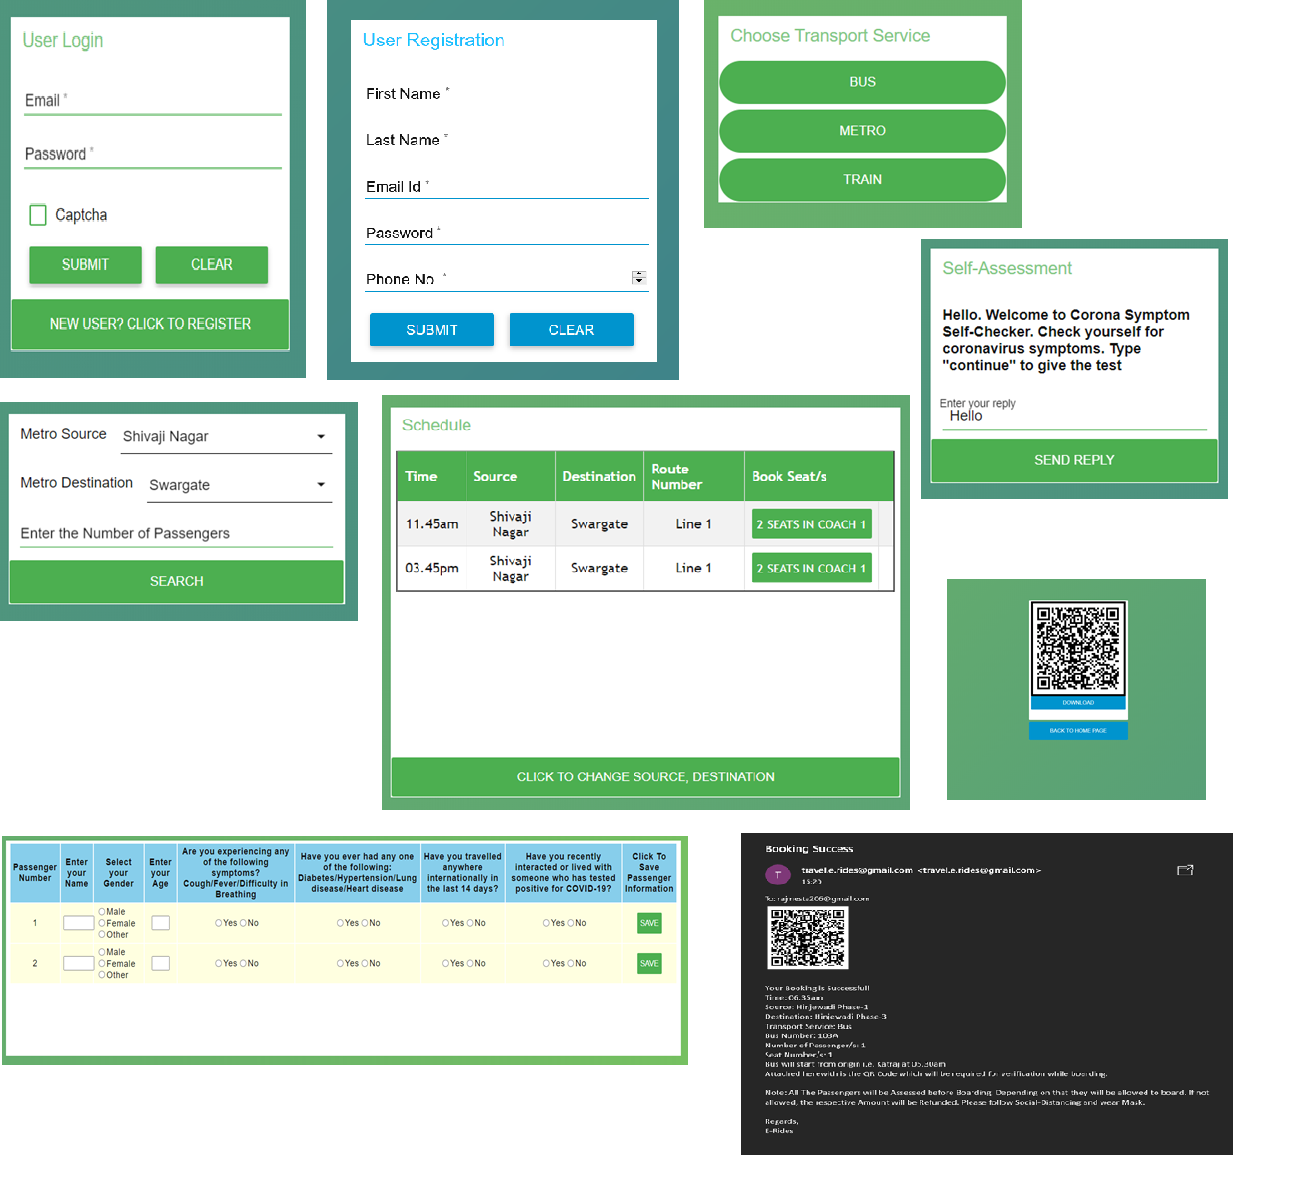 User Login
Email *
Password *
Captcha
SUBMIT
CLEAR
NEW USER? CLICK TO REGISTER
User Registration
First Name *
Last Name *
Email Id *
Password *
Phone No *
SUBMIT
CLEAR
Choose Transport Service
BUS
METRO
TRAIN
Self-Assessment
Hello. Welcome to Corona Symptom
Self-Checker. Check yourself for
coronavirus symptoms. Type
"continue" to give the test
Enter your reply
Hello
SEND REPLY
Metro Source Shivaji Nagar
Metro Destination Swargate
Enter the Number of Passengers
SEARCH
Schedule
Time Source Destination Route Number Book Seat/s
11.45am Shivaji Nagar Swargate Line 1 2 SEATS IN COACH 1
03.45pm Shivaji Nagar Swargate Line 1 2 SEATS IN COACH 1
CLICK TO CHANGE SOURCE, DESTINATION
DOWNLOAD
BACK TO HOME PAGE
Passenger Number
Enter your Name
Select your Gender
Enter your Age
Are you experiencing any of the following symptoms? Cough/Fever/Difficulty in Breathing
Have you ever had any one of the following: Diabetes/Hypertension/Lung disease/Heart disease
Have you travelled anywhere internationally in the last 14 days?
Have you recently interacted or lived with someone who has tested positive for COVID-19?
Click To Save Passenger Information
1 Male Female Other Yes No Yes No Yes No Yes No SAVE
2 Male Female Other Yes No Yes No Yes No Yes No SAVE
Booking Success
T
travel.e.rides@gmail.com <travel.e.rides@gmail.com>
15:25
To: rajmesta206@gmail.com
Your Booking is Successful!
Time: 06.35am
Source: Hinjewadi Phase-1
Destination: Hinjewadi Phase-3
Transport Service: Bus
Bus Number: 103A
Number of Passenger/s: 1
Seat Number/s: 1
Bus will start from origin i.e. Katraj at 05.30am
Attached herewith is the QR Code which will be required for verification while boarding.
Note: All The Passengers will be Assessed before Boarding. Depending on that they will be allowed to board. If not
allowed, the respective Amount will be Refunded. Please follow Social-Distancing and wear Mask.
Regards,
E-Rides